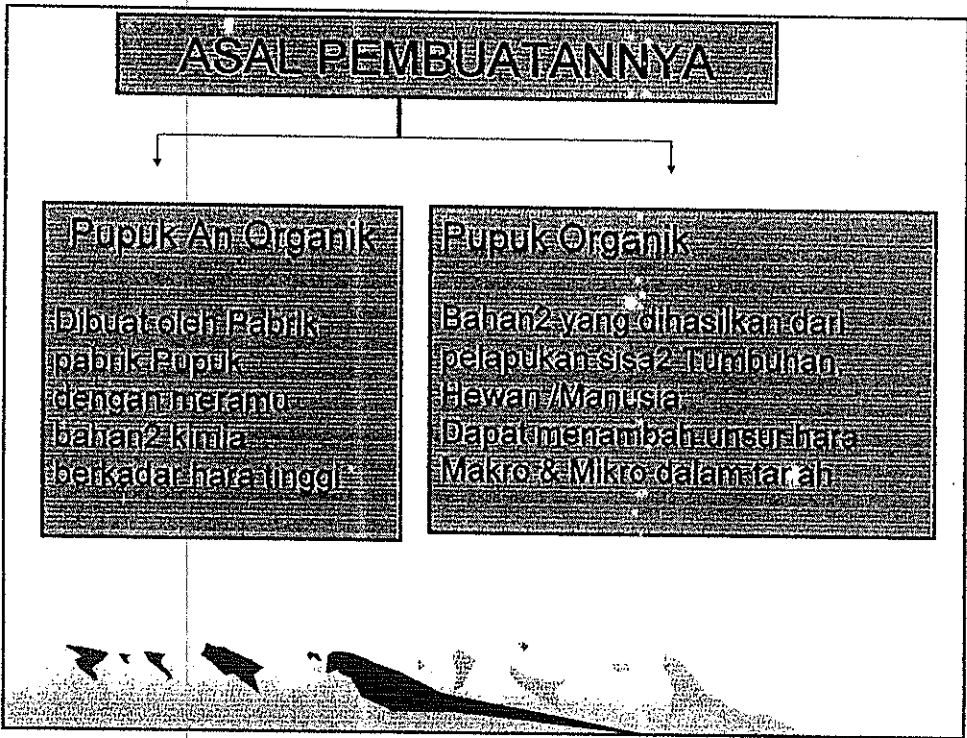 ASAL PEMBUATANNYA
Pupuk An Organik
Dibuat oleh Pabrik-
pabrik Pupuk
dengan meramu
bahan2 kimia
berkadar hara tinggi
Pupuk Organik
Bahan2 yang dihasilkan dari
pelapukan sisa2 Tumbuhan,
Hewan /Manusia
Dapat menambah unsur hara
Makro & Mikro dalam tanah